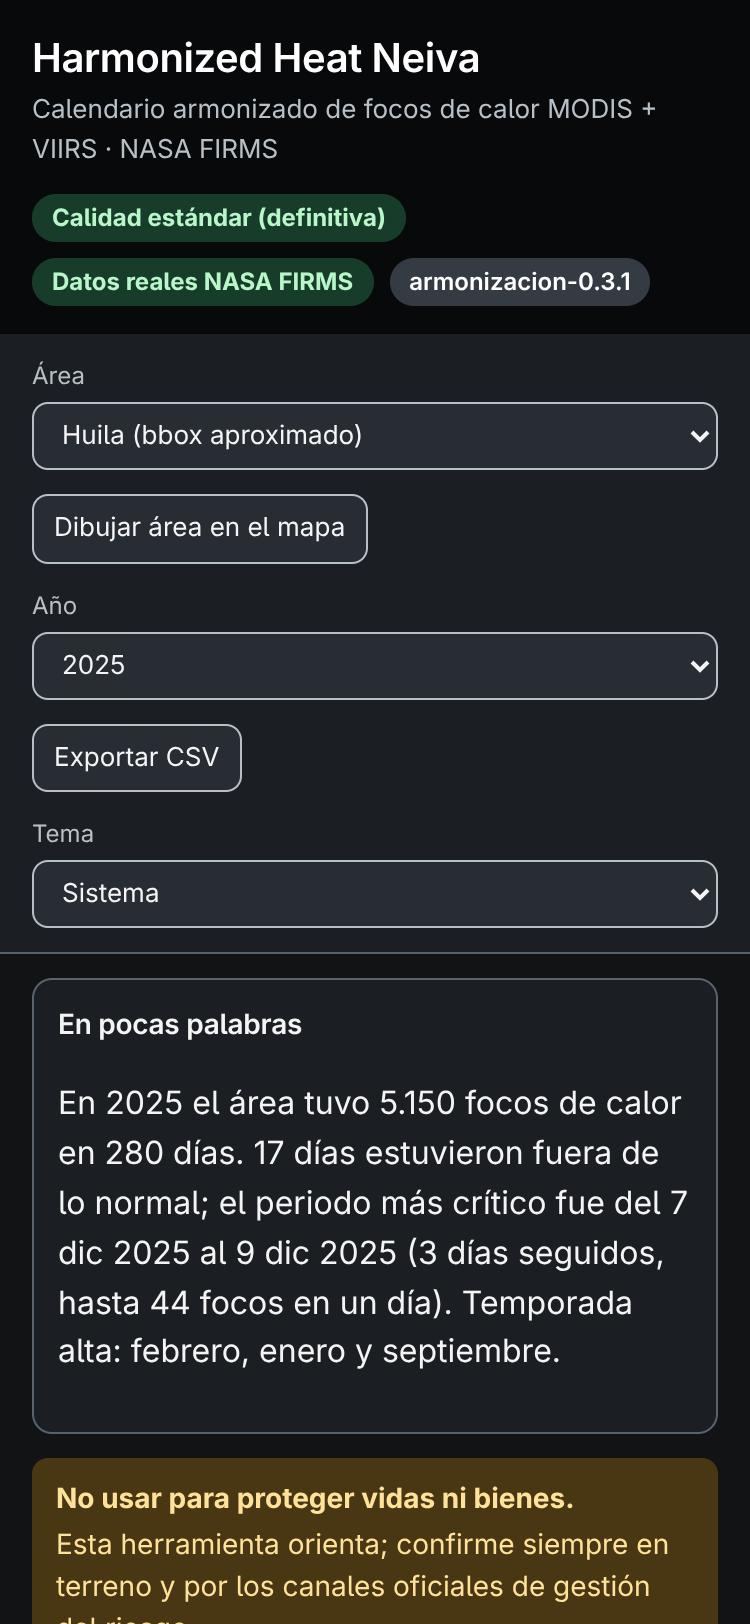 Harmonized Heat Neiva
Calendario armonizado de focos de calor MODIS +
VIIRS · NASA FIRMS
Calidad estándar (definitiva)
Datos reales NASA FIRMS
armonizacion-0.3.1
Área
Huila (bbox aproximado)
Dibujar área en el mapa
Año
2025
Exportar CSV
Tema
Sistema
En pocas palabras
En 2025 el área tuvo 5.150 focos de calor
en 280 días. 17 días estuvieron fuera de
lo normal; el periodo más crítico fue del 7
dic 2025 al 9 dic 2025 (3 días seguidos,
hasta 44 focos en un día). Temporada
alta: febrero, enero y septiembre.
No usar para proteger vidas ni bienes.
Esta herramienta orienta; confirme siempre en
terreno y por los canales oficiales de gestión
del riesgo.